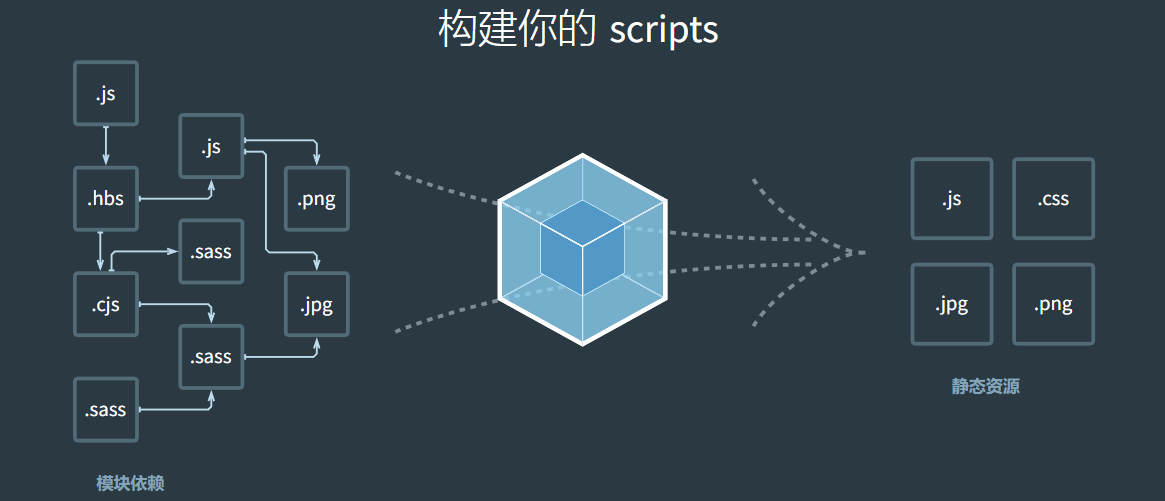 构建你的 scripts
.js
.js
.hbs
.png
.sass
.cjs
.jpg
.sass
.sass
模块依赖
.js
.css
.jpg
.png
静态资源